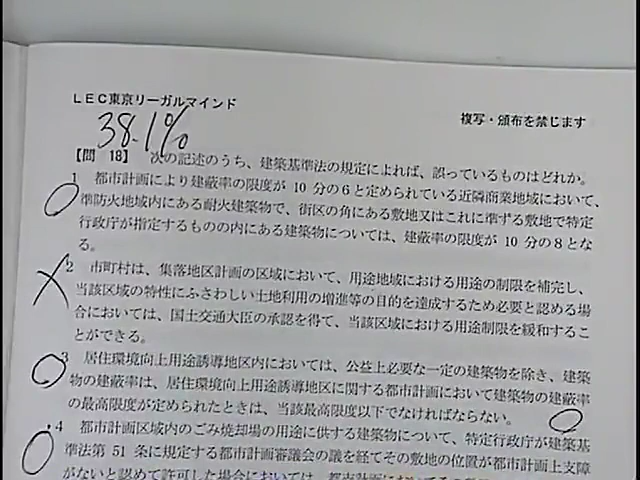 LEC東京リーガルマインド
複写・頒布を禁じます
38.1%
【問 18】 次の記述のうち、建築基準法の規定によれば、誤っているものはどれか。
1 都市計画により建蔽率の限度が 10 分の6と定められている近隣商業地域において、
準防火地域内にある耐火建築物で、街区の角にある敷地又はこれに準ずる敷地で特定
行政庁が指定するものの内にある建築物については、建蔽率の限度が 10 分の8とな
る。
2 市町村は、集落地区計画の区域において、用途地域における用途の制限を補完し、
当該区域の特性にふさわしい土地利用の増進等の目的を達成するため必要と認める場
合においては、国土交通大臣の承認を得て、当該区域における用途制限を緩和するこ
とができる。
3 居住環境向上用途誘導地区内においては、公益上必要な一定の建築物を除き、建築
物の建蔽率は、居住環境向上用途誘導地区に関する都市計画において建築物の建蔽率
の最高限度が定められたときは、当該最高限度以下でなければならない。
4 都市計画区域内のごみ焼却場の用途に供する建築物について、特定行政庁が建築基
準法第 51 条に規定する都市計画審議会の議を経てその敷地の位置が都市計画上支障
がないと認めて許可した場合においては、都市計画に